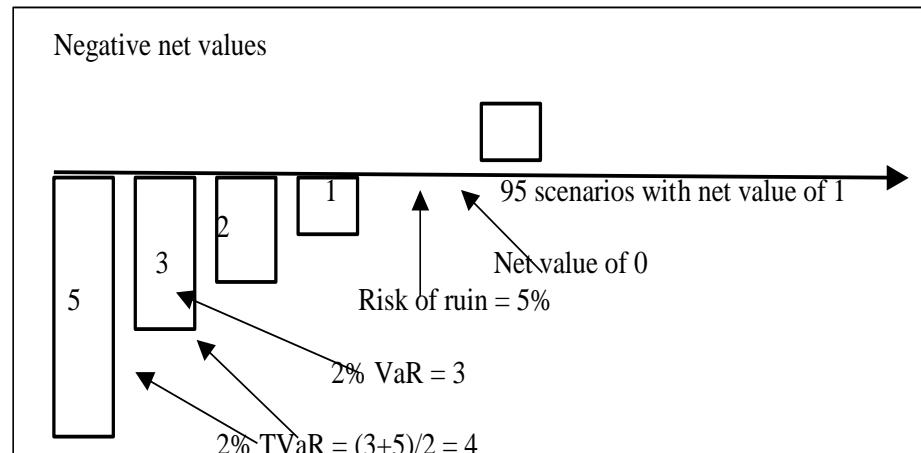 Negative net values
1
95 scenarios with net value of 1
2
3
Net value of 0
5
Risk of ruin = 5%
2% VaR = 3
2% TVaR = (3+5)/2 = 4